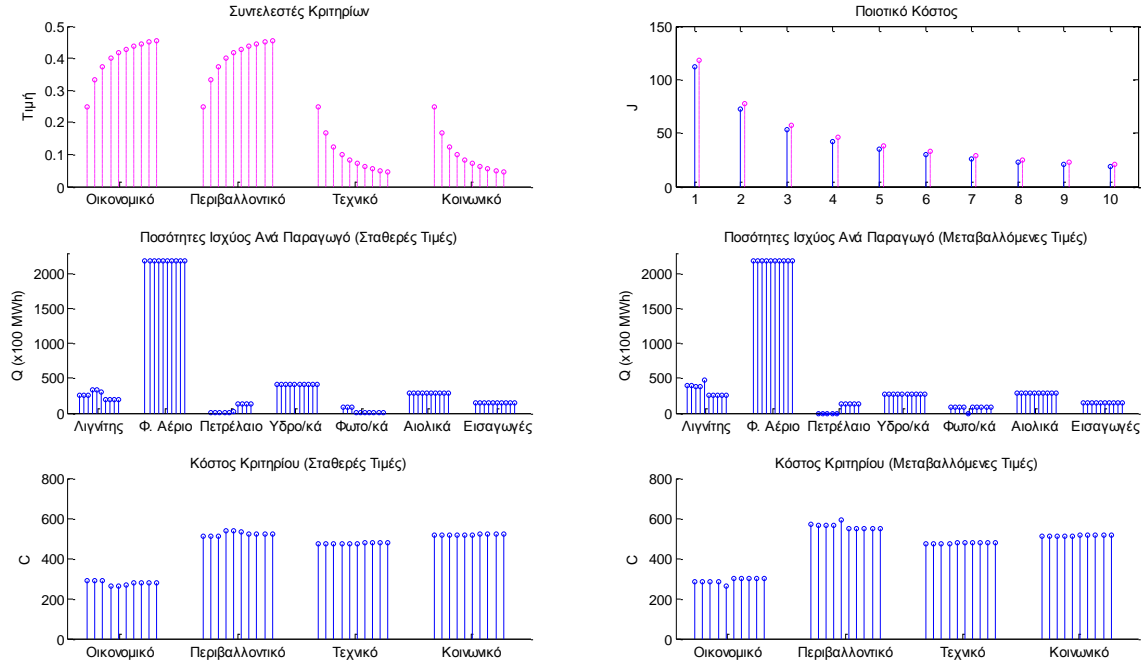 Συντελεστές Κριτηρίων
0.5
0.4
0.3
0.2
0.1
0
Τιμή
Οικονομικό Περιβαλλοντικό Τεχνικό Κοινωνικό
Ποιοτικό Κόστος
150
100
50
0
J
1 2 3 4 5 6 7 8 9 10
Ποσότητες Ισχύος Ανά Παραγωγό (Σταθερές Τιμές)
2000
1500
1000
500
0
Q (x100 MWh)
Λιγνίτης Φ. Αέριο Πετρέλαιο Υδρο/κά Φωτο/κά Αιολικά Εισαγωγές
Ποσότητες Ισχύος Ανά Παραγωγό (Μεταβαλλόμενες Τιμές)
2000
1500
1000
500
0
Q (x100 MWh)
Λιγνίτης Φ. Αέριο Πετρέλαιο Υδρο/κά Φωτο/κά Αιολικά Εισαγωγές
Κόστος Κριτηρίου (Σταθερές Τιμές)
800
600
400
200
0
C
Οικονομικό Περιβαλλοντικό Τεχνικό Κοινωνικό
Κόστος Κριτηρίου (Μεταβαλλόμενες Τιμές)
800
600
400
200
0
C
Οικονομικό Περιβαλλοντικό Τεχνικό Κοινωνικό